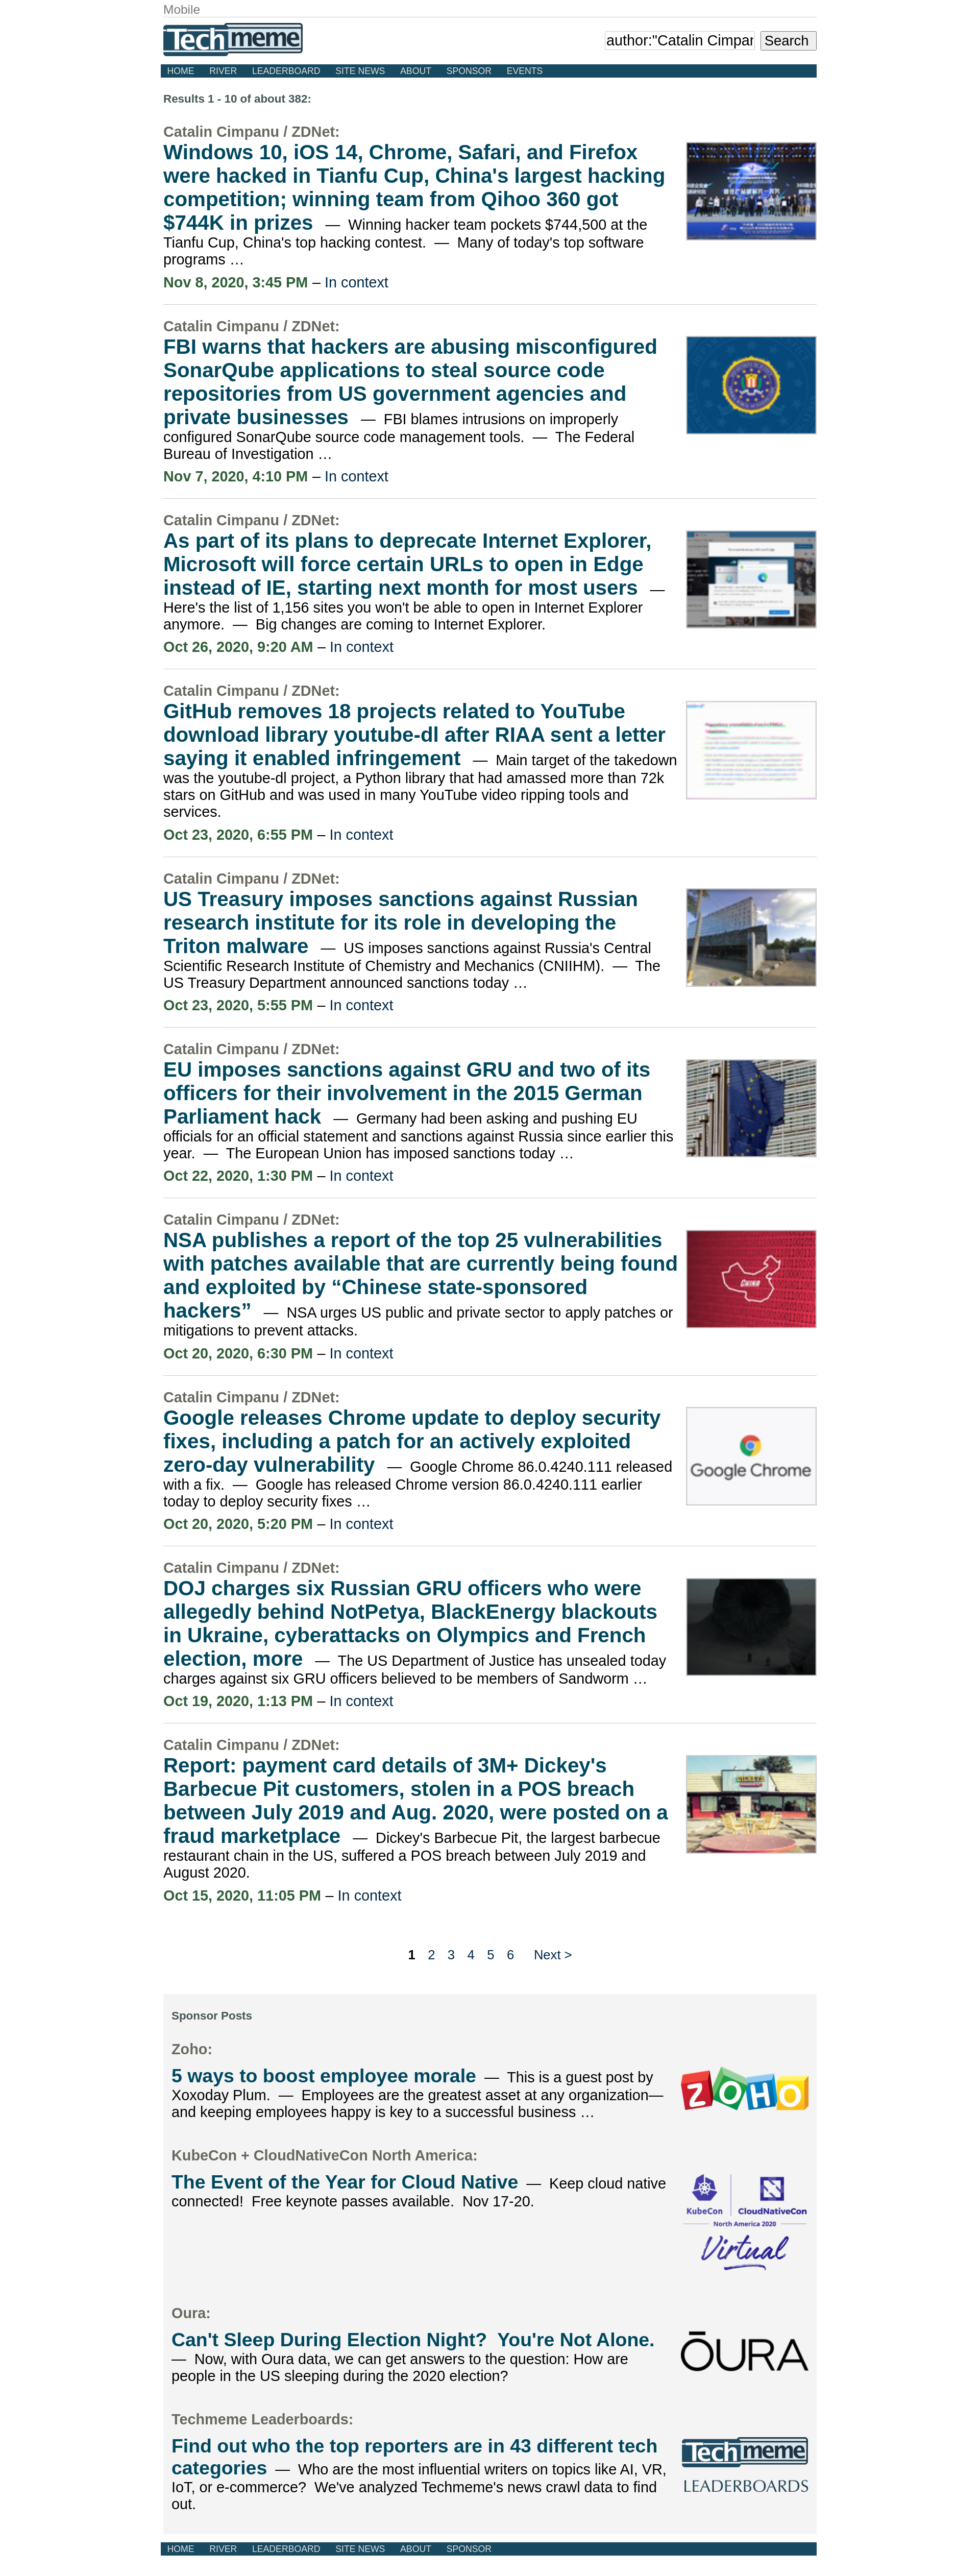 Mobile
Techmeme
author:"Catalin Cimpar
Search
HOME RIVER LEADERBOARD SITE NEWS ABOUT SPONSOR EVENTS
Results 1 - 10 of about 382:
Catalin Cimpanu / ZDNet:
Windows 10, iOS 14, Chrome, Safari, and Firefox
were hacked in Tianfu Cup, China's largest hacking
competition; winning team from Qihoo 360 got
$744K in prizes — Winning hacker team pockets $744,500 at the
Tianfu Cup, China's top hacking contest. — Many of today's top software
programs …
Nov 8, 2020, 3:45 PM – In context
Catalin Cimpanu / ZDNet:
FBI warns that hackers are abusing misconfigured
SonarQube applications to steal source code
repositories from US government agencies and
private businesses — FBI blames intrusions on improperly
configured SonarQube source code management tools. — The Federal
Bureau of Investigation …
Nov 7, 2020, 4:10 PM – In context
Catalin Cimpanu / ZDNet:
As part of its plans to deprecate Internet Explorer,
Microsoft will force certain URLs to open in Edge
instead of IE, starting next month for most users —
Here's the list of 1,156 sites you won't be able to open in Internet Explorer
anymore. — Big changes are coming to Internet Explorer.
Oct 26, 2020, 9:20 AM – In context
Catalin Cimpanu / ZDNet:
GitHub removes 18 projects related to YouTube
download library youtube-dl after RIAA sent a letter
saying it enabled infringement — Main target of the takedown
was the youtube-dl project, a Python library that had amassed more than 72k
stars on GitHub and was used in many YouTube video ripping tools and
services.
Oct 23, 2020, 6:55 PM – In context
Catalin Cimpanu / ZDNet:
US Treasury imposes sanctions against Russian
research institute for its role in developing the
Triton malware — US imposes sanctions against Russia's Central
Scientific Research Institute of Chemistry and Mechanics (CNIIHM). — The
US Treasury Department announced sanctions today …
Oct 23, 2020, 5:55 PM – In context
Catalin Cimpanu / ZDNet:
EU imposes sanctions against GRU and two of its
officers for their involvement in the 2015 German
Parliament hack — Germany had been asking and pushing EU
officials for an official statement and sanctions against Russia since earlier this
year. — The European Union has imposed sanctions today …
Oct 22, 2020, 1:30 PM – In context
Catalin Cimpanu / ZDNet:
NSA publishes a report of the top 25 vulnerabilities
with patches available that are currently being found
and exploited by “Chinese state-sponsored
hackers” — NSA urges US public and private sector to apply patches or
mitigations to prevent attacks.
CHINA
Oct 20, 2020, 6:30 PM – In context
Catalin Cimpanu / ZDNet:
Google releases Chrome update to deploy security
fixes, including a patch for an actively exploited
zero-day vulnerability — Google Chrome 86.0.4240.111 released
with a fix. — Google has released Chrome version 86.0.4240.111 earlier
today to deploy security fixes …
Google Chrome
Oct 20, 2020, 5:20 PM – In context
Catalin Cimpanu / ZDNet:
DOJ charges six Russian GRU officers who were
allegedly behind NotPetya, BlackEnergy blackouts
in Ukraine, cyberattacks on Olympics and French
election, more — The US Department of Justice has unsealed today
charges against six GRU officers believed to be members of Sandworm …
Oct 19, 2020, 1:13 PM – In context
Catalin Cimpanu / ZDNet:
Report: payment card details of 3M+ Dickey's
Barbecue Pit customers, stolen in a POS breach
between July 2019 and Aug. 2020, were posted on a
fraud marketplace — Dickey's Barbecue Pit, the largest barbecue
restaurant chain in the US, suffered a POS breach between July 2019 and
August 2020.
Oct 15, 2020, 11:05 PM – In context
1 2 3 4 5 6 Next >
Sponsor Posts
Zoho:
5 ways to boost employee morale — This is a guest post by
Xoxoday Plum. — Employees are the greatest asset at any organization—
and keeping employees happy is key to a successful business …
ZOHO
KubeCon + CloudNativeCon North America:
The Event of the Year for Cloud Native — Keep cloud native
connected! Free keynote passes available. Nov 17-20.
KubeCon CloudNativeCon
North America 2020
Virtual
Oura:
Can't Sleep During Election Night? You're Not Alone.
— Now, with Oura data, we can get answers to the question: How are
people in the US sleeping during the 2020 election?
ŌURA
Techmeme Leaderboards:
Find out who the top reporters are in 43 different tech
categories — Who are the most influential writers on topics like AI, VR,
IoT, or e-commerce? We've analyzed Techmeme's news crawl data to find
out.
Techmeme
LEADERBOARDS
HOME RIVER LEADERBOARD SITE NEWS ABOUT SPONSOR